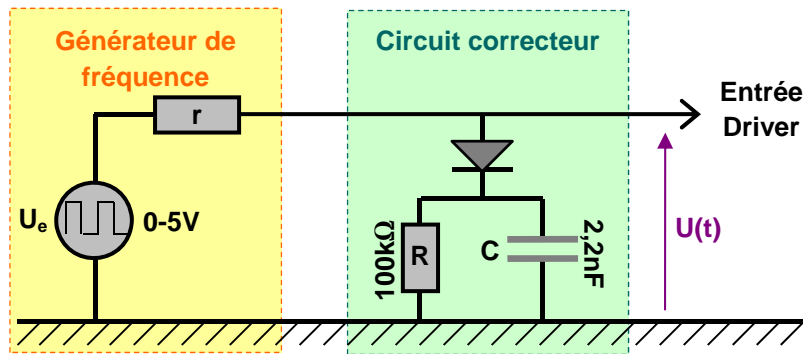 Générateur de
fréquence
Circuit correcteur
r
Entrée
Driver
Ue
0-5V
100kΩ
R
C
2,2nF
U(t)